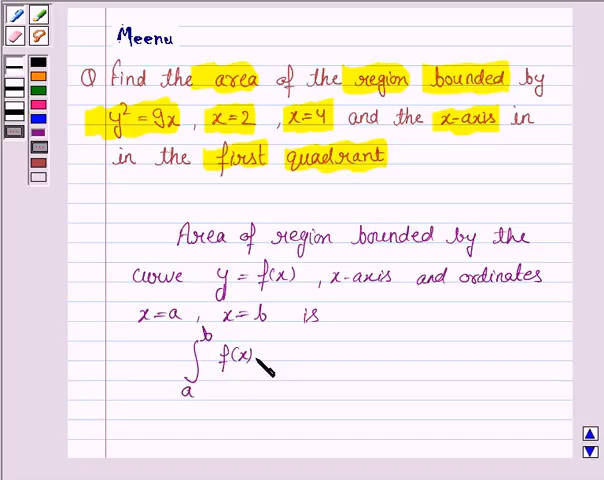 Meenu
Q Find the area of the region bounded by
y² = 9x , x=2 , x=4 and the x-axis in
in the first quadrant
Area of region bounded by the
curve y = f(x) , x-axis and ordinates
x=a , x=b is
∫ₐᵇ f(x)